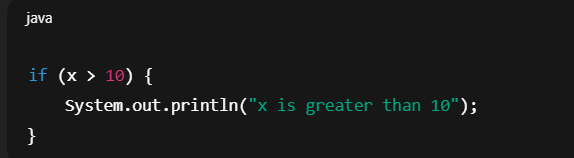 java
if (x > 10) {
    System.out.println("x is greater than 10");
}